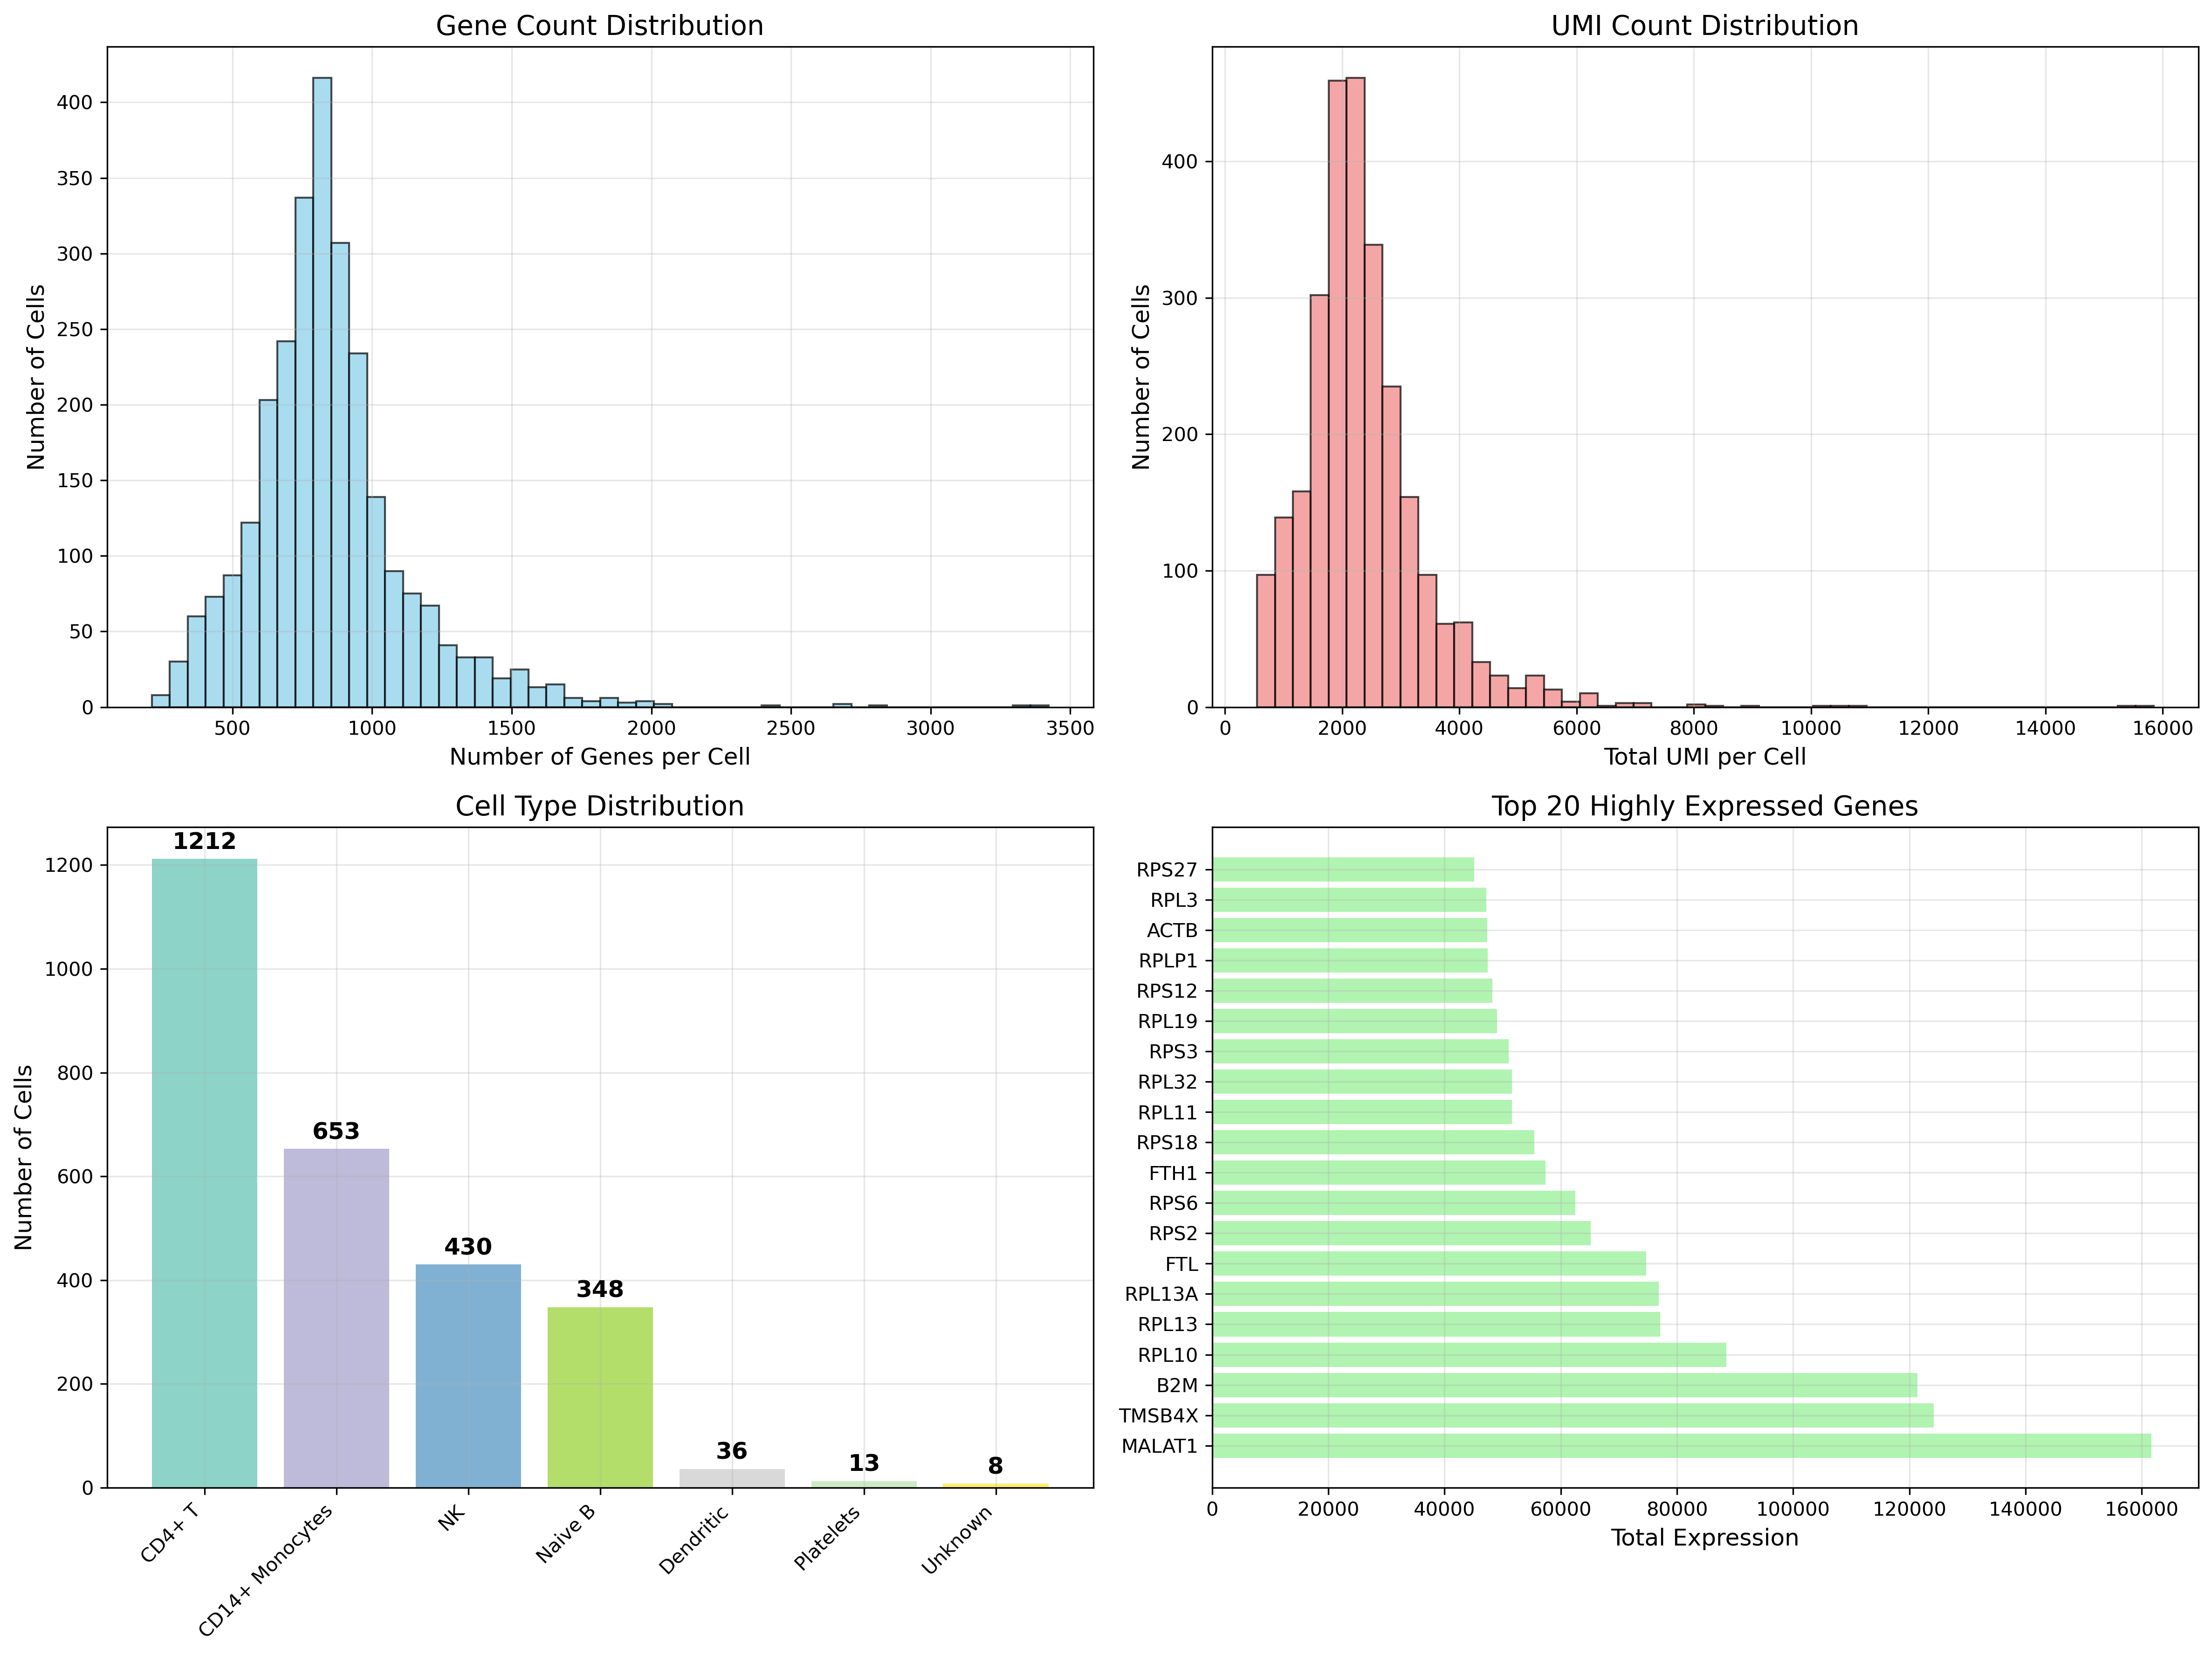 Gene Count Distribution
Number of Cells
400
350
300
250
200
150
100
50
0
500 1000 1500 2000 2500 3000 3500
Number of Genes per Cell
UMI Count Distribution
Number of Cells
400
300
200
100
0
0 2000 4000 6000 8000 10000 12000 14000 16000
Total UMI per Cell
Cell Type Distribution
Number of Cells
1200
1000
800
600
400
200
0
1212
653
430
348
36
13
8
CD4+ T
CD14+ Monocytes
NK
Naive B
Dendritic
Platelets
Unknown
Top 20 Highly Expressed Genes
RPS27
RPL3
ACTB
RPLP1
RPS12
RPL19
RPS3
RPL32
RPL11
RPS18
FTH1
RPS6
RPS2
FTL
RPL13A
RPL13
RPL10
B2M
TMSB4X
MALAT1
0 20000 40000 60000 80000 100000 120000 140000 160000
Total Expression